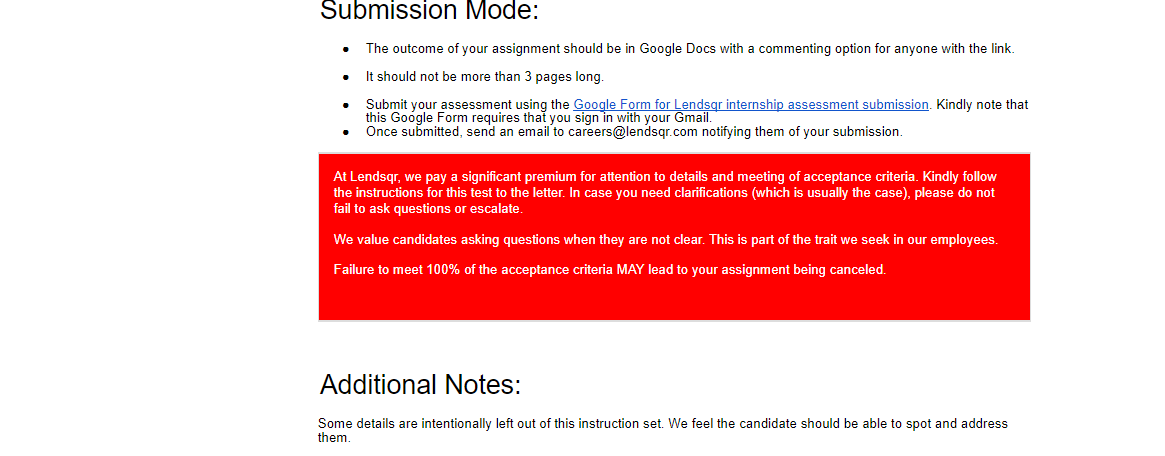 Submission Mode:
● The outcome of your assignment should be in Google Docs with a commenting option for anyone with the link.
● It should not be more than 3 pages long.
● Submit your assessment using the Google Form for Lendsqr internship assessment submission. Kindly note that
this Google Form requires that you sign in with your Gmail.
● Once submitted, send an email to careers@lendsqr.com notifying them of your submission.
At Lendsqr, we pay a significant premium for attention to details and meeting of acceptance criteria. Kindly follow
the instructions for this test to the letter. In case you need clarifications (which is usually the case), please do not
fail to ask questions or escalate.
We value candidates asking questions when they are not clear. This is part of the trait we seek in our employees.
Failure to meet 100% of the acceptance criteria MAY lead to your assignment being canceled.
Additional Notes:
Some details are intentionally left out of this instruction set. We feel the candidate should be able to spot and address
them.